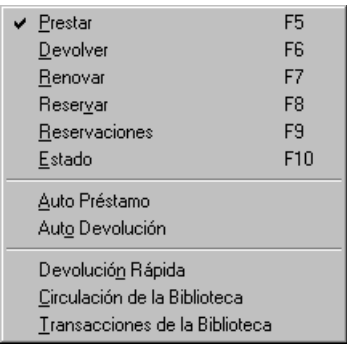 ✔ Prestar F5
Devolver F6
Renovar F7
Reservar F8
Reservaciones F9
Estado F10
Auto Préstamo
Auto Devolución
Devolución Rápida
Circulación de la Biblioteca
Transacciones de la Biblioteca